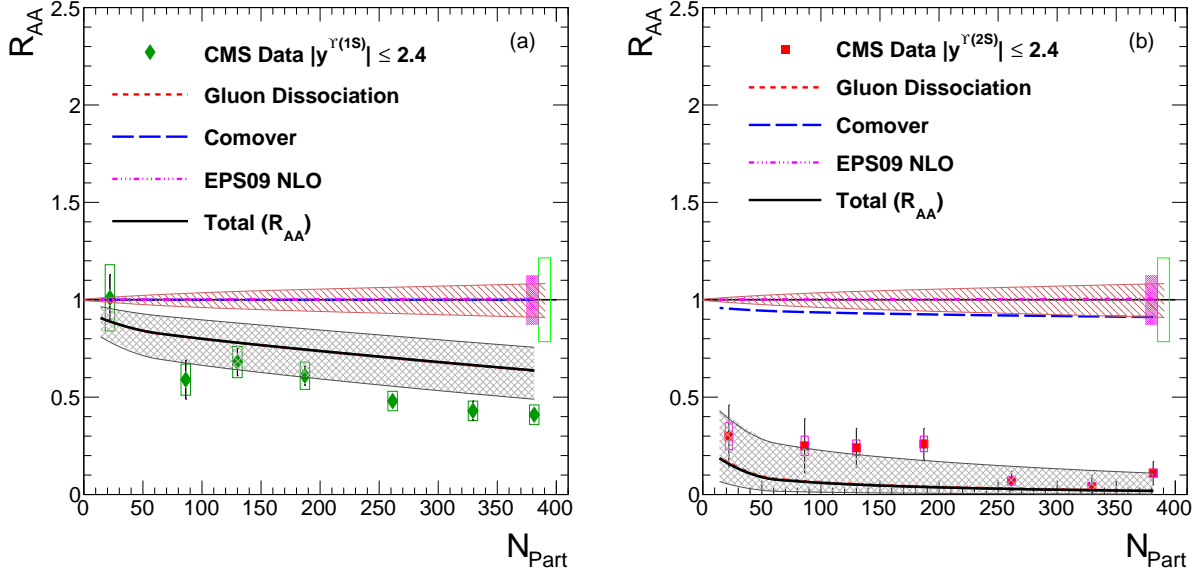 R_AA
2.5
2
1.5
1
0.5
0
(a)
CMS Data |y^ϒ(1S)| ≤ 2.4
Gluon Dissociation
Comover
EPS09 NLO
Total (R_AA)
0 50 100 150 200 250 300 350 400
N_Part
R_AA
2.5
2
1.5
1
0.5
0
(b)
CMS Data |y^ϒ(2S)| ≤ 2.4
Gluon Dissociation
Comover
EPS09 NLO
Total (R_AA)
0 50 100 150 200 250 300 350 400
N_Part